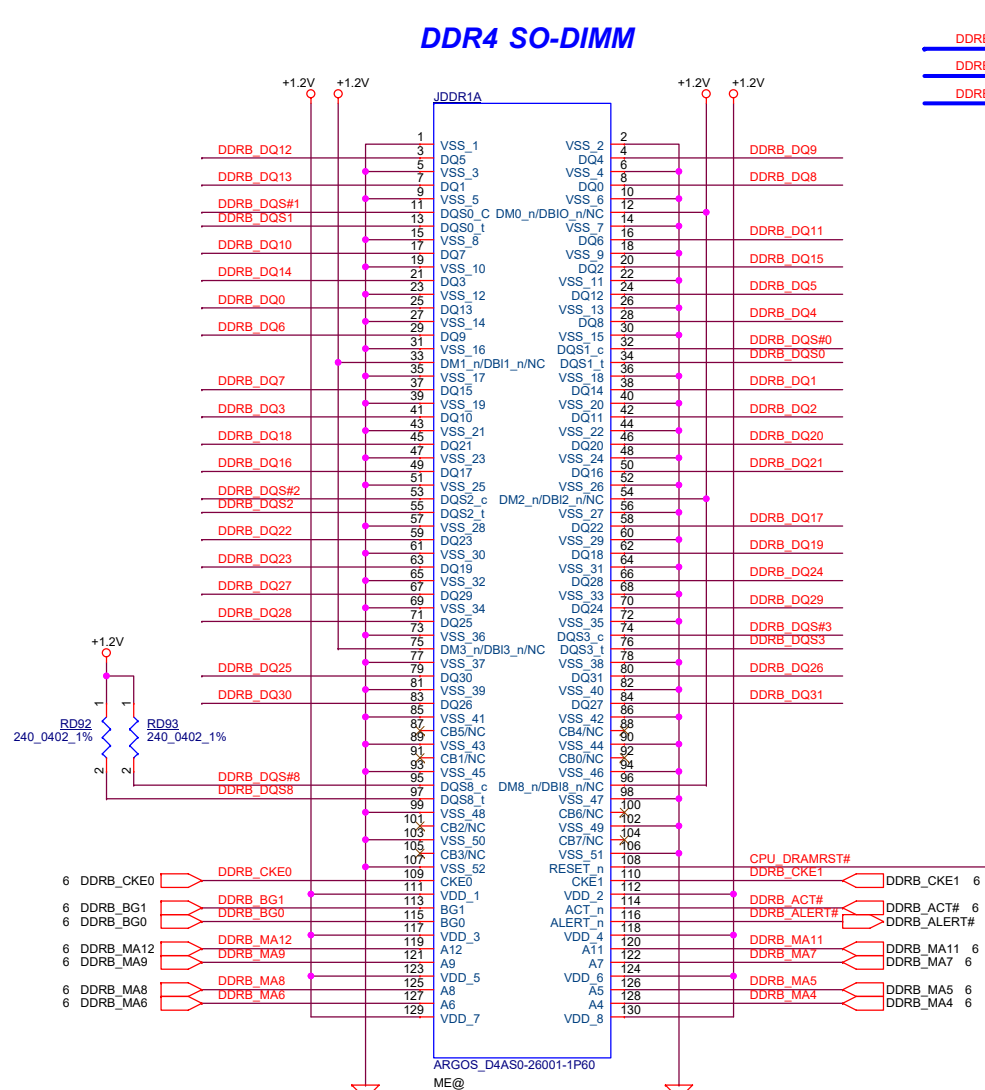 DDR4 SO-DIMM
DDRB
DDRB
DDRB
+1.2V +1.2V +1.2V +1.2V
JDDR1A
1 VSS_1 VSS_2 2
DDRB_DQ12 3 DQ5 DQ4 4 DDRB_DQ9
5 VSS_3 VSS_4 6
DDRB_DQ13 7 DQ1 DQ0 8 DDRB_DQ8
9 VSS_5 VSS_6 10
DDRB_DQS#1 11 DQS0_C DM0_n/DBIO_n/NC 12
DDRB_DQS1 13 DQS0_t VSS_7 14
15 VSS_8 DQ6 16 DDRB_DQ11
DDRB_DQ10 17 DQ7 VSS_9 18
19 VSS_10 DQ2 20 DDRB_DQ15
DDRB_DQ14 21 DQ3 VSS_11 22
23 VSS_12 DQ12 24 DDRB_DQ5
DDRB_DQ0 25 DQ13 VSS_13 26
27 VSS_14 DQ8 28 DDRB_DQ4
DDRB_DQ6 29 DQ9 VSS_15 30
31 VSS_16 DQS1_c 32 DDRB_DQS#0
33 DM1_n/DBI1_n/NC DQS1_t 34 DDRB_DQS0
35 VSS_17 VSS_18 36
DDRB_DQ7 37 DQ15 DQ14 38 DDRB_DQ1
39 VSS_19 VSS_20 40
DDRB_DQ3 41 DQ10 DQ11 42 DDRB_DQ2
43 VSS_21 VSS_22 44
DDRB_DQ18 45 DQ21 DQ20 46 DDRB_DQ20
47 VSS_23 VSS_24 48
DDRB_DQ16 49 DQ17 DQ16 50 DDRB_DQ21
51 VSS_25 VSS_26 52
DDRB_DQS#2 53 DQS2_c DM2_n/DBI2_n/NC 54
DDRB_DQS2 55 DQS2_t VSS_27 56
57 VSS_28 DQ22 58 DDRB_DQ17
DDRB_DQ22 59 DQ23 VSS_29 60
61 VSS_30 DQ18 62 DDRB_DQ19
DDRB_DQ23 63 DQ19 VSS_31 64
65 VSS_32 DQ28 66 DDRB_DQ24
DDRB_DQ27 67 DQ29 VSS_33 68
69 VSS_34 DQ24 70 DDRB_DQ29
DDRB_DQ28 71 DQ25 VSS_35 72
73 VSS_36 DQS3_c 74 DDRB_DQS#3
+1.2V 75 DM3_n/DBI3_n/NC DQS3_t 76 DDRB_DQS3
77 VSS_37 VSS_38 78
DDRB_DQ25 79 DQ30 DQ31 80 DDRB_DQ26
81 VSS_39 VSS_40 82
DDRB_DQ30 83 DQ26 DQ27 84 DDRB_DQ31
1 1 85 VSS_41 VSS_42 86
RD92 RD93 87 CB5/NC CB4/NC 88
240_0402_1% 240_0402_1% 89 VSS_43 VSS_44 90
91 CB1/NC CB0/NC 92
2 2 93 VSS_45 VSS_46 94
DDRB_DQS#8 95 DQS8_c DM8_n/DBI8_n/NC 96
DDRB_DQS8 97 DQS8_t VSS_47 98
99 VSS_48 CB6/NC 100
101 CB2/NC VSS_49 102
103 VSS_50 CB7/NC 104
105 CB3/NC VSS_51 106
107 VSS_52 RESET_n 108 CPU_DRAMRST#
6 DDRB_CKE0 DDRB_CKE0 109 CKE0 CKE1 110 DDRB_CKE1 DDRB_CKE1 6
111 VDD_1 VDD_2 112
6 DDRB_BG1 DDRB_BG1 113 BG1 ACT_n 114 DDRB_ACT# DDRB_ACT# 6
6 DDRB_BG0 DDRB_BG0 115 BG0 ALERT_n 116 DDRB_ALERT# DDRB_ALERT#
117 VDD_3 VDD_4 118
6 DDRB_MA12 DDRB_MA12 119 A12 A11 120 DDRB_MA11 DDRB_MA11 6
6 DDRB_MA9 DDRB_MA9 121 A9 A7 122 DDRB_MA7 DDRB_MA7 6
123 VDD_5 VDD_6 124
6 DDRB_MA8 DDRB_MA8 125 A8 A5 126 DDRB_MA5 DDRB_MA5 6
6 DDRB_MA6 DDRB_MA6 127 A6 A4 128 DDRB_MA4 DDRB_MA4 6
129 VDD_7 VDD_8 130
ARGOS_D4AS0-26001-1P60
ME@